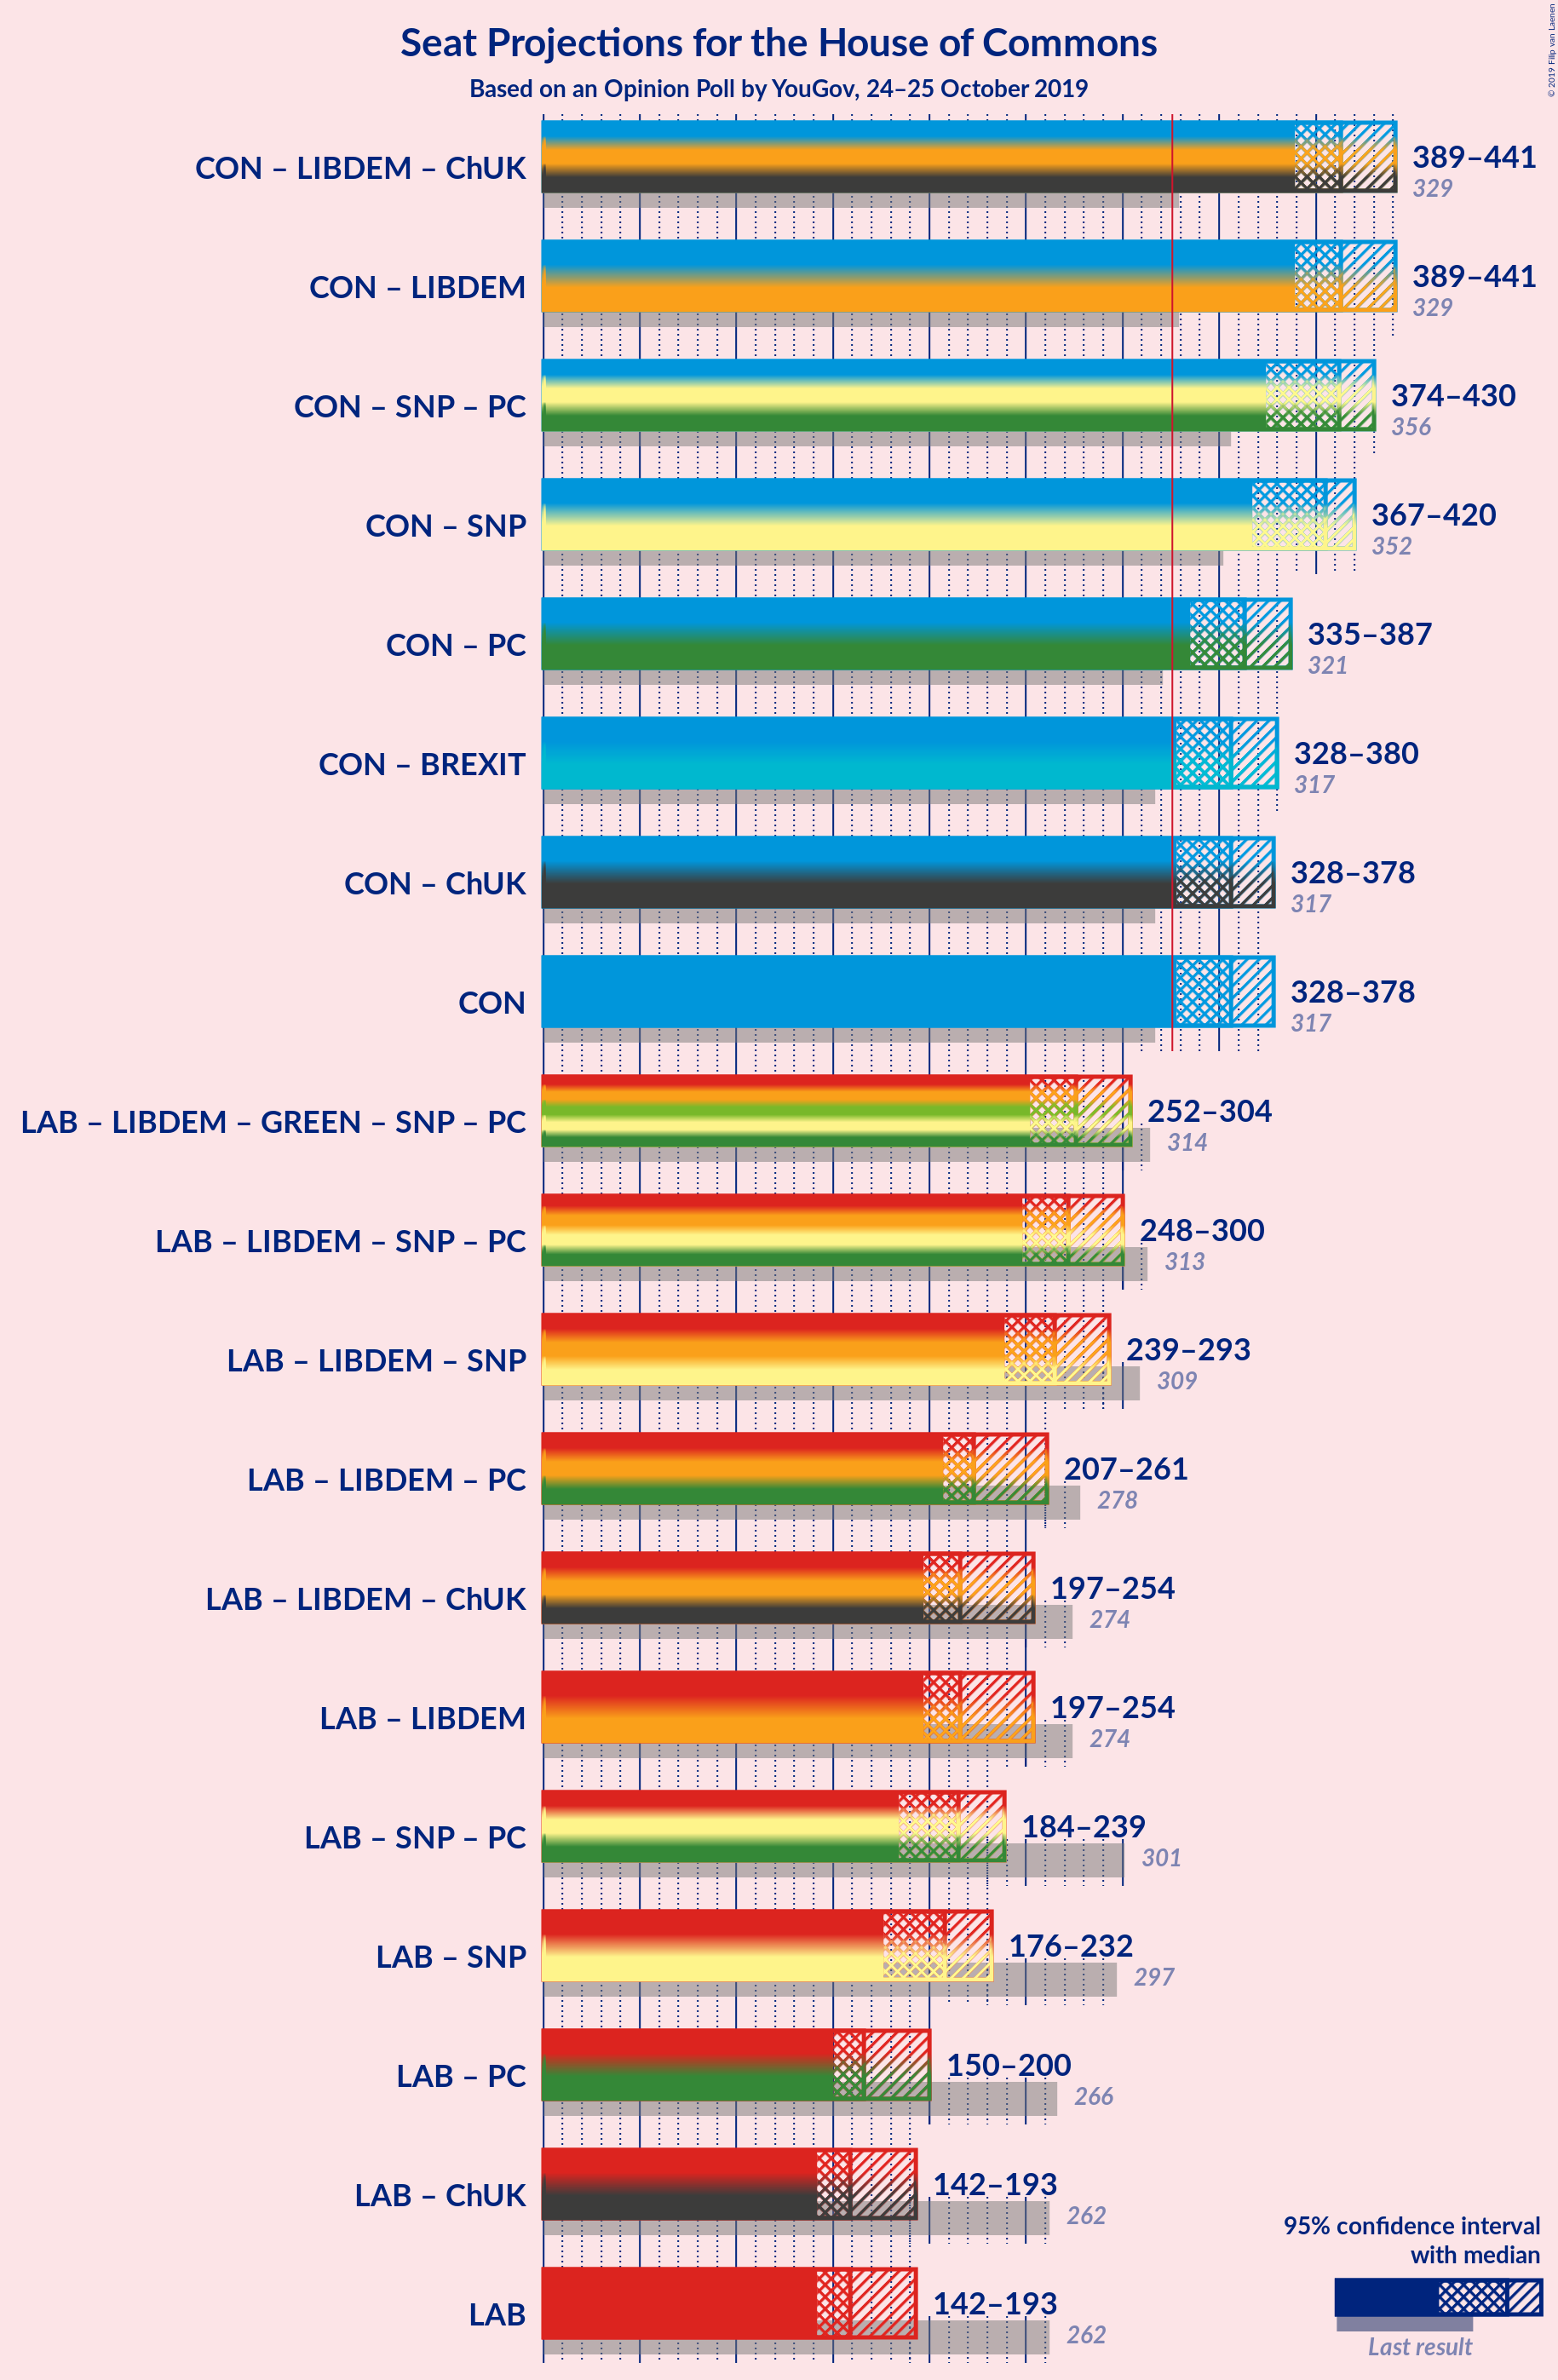 Seat Projections for the House of Commons
Based on an Opinion Poll by YouGov, 24–25 October 2019
© 2019 Filip van Laenen
CON – LIBDEM – ChUK
389–441
329
CON – LIBDEM
389–441
329
CON – SNP – PC
374–430
356
CON – SNP
367–420
352
CON – PC
335–387
321
CON – BREXIT
328–380
317
CON – ChUK
328–378
317
CON
328–378
317
LAB – LIBDEM – GREEN – SNP – PC
252–304
314
LAB – LIBDEM – SNP – PC
248–300
313
LAB – LIBDEM – SNP
239–293
309
LAB – LIBDEM – PC
207–261
278
LAB – LIBDEM – ChUK
197–254
274
LAB – LIBDEM
197–254
274
LAB – SNP – PC
184–239
301
LAB – SNP
176–232
297
LAB – PC
150–200
266
LAB – ChUK
142–193
262
LAB
142–193
262
95% confidence interval
with median
Last result